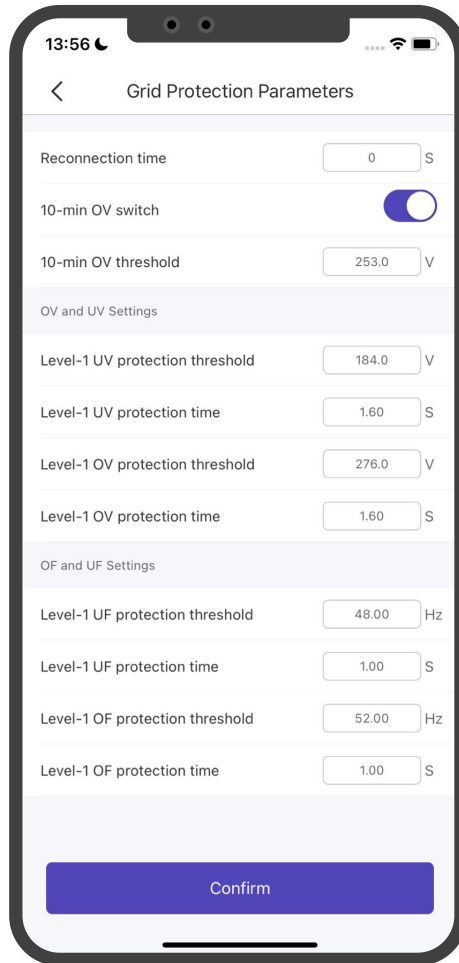 13:56
Grid Protection Parameters
Reconnection time 0 S
10-min OV switch
10-min OV threshold 253.0 V
OV and UV Settings
Level-1 UV protection threshold 184.0 V
Level-1 UV protection time 1.60 S
Level-1 OV protection threshold 276.0 V
Level-1 OV protection time 1.60 S
OF and UF Settings
Level-1 UF protection threshold 48.00 Hz
Level-1 UF protection time 1.00 S
Level-1 OF protection threshold 52.00 Hz
Level-1 OF protection time 1.00 S
Confirm